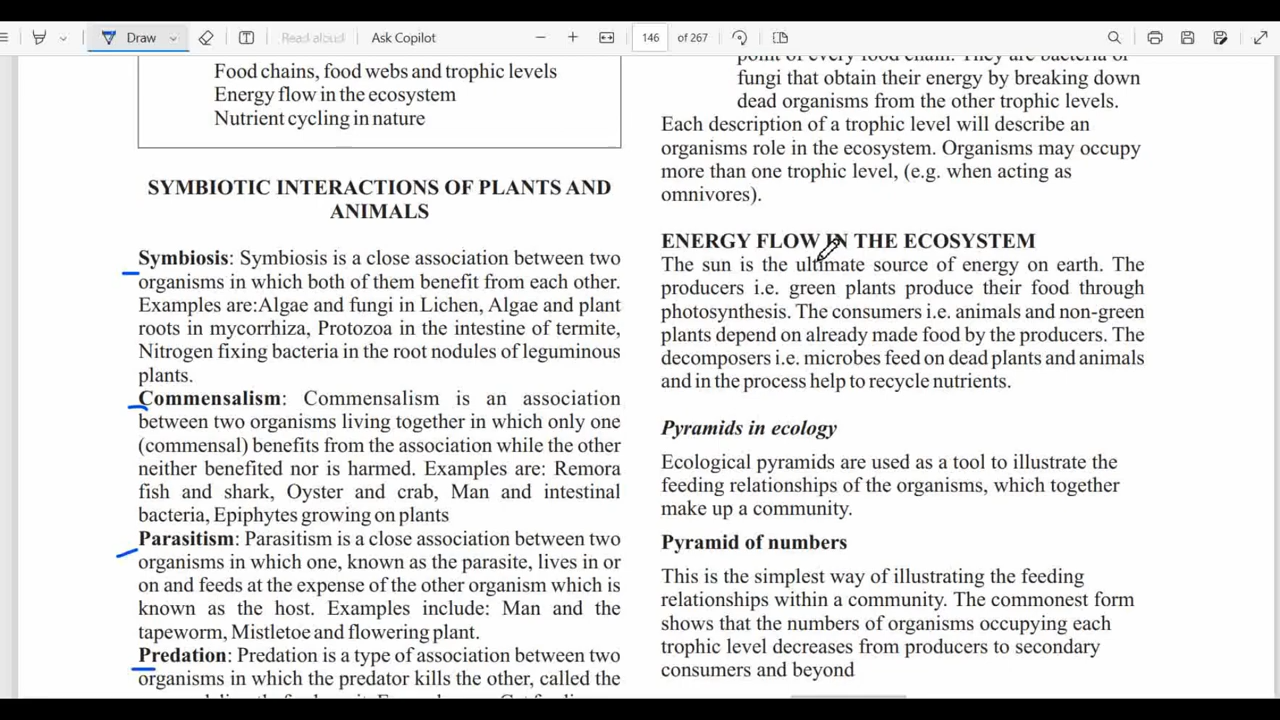 Draw
Read aloud
Ask Copilot
146
of 267
Food chains, food webs and trophic levels
Energy flow in the ecosystem
Nutrient cycling in nature
SYMBIOTIC INTERACTIONS OF PLANTS AND
ANIMALS
Symbiosis: Symbiosis is a close association between two
organisms in which both of them benefit from each other.
Examples are:Algae and fungi in Lichen, Algae and plant
roots in mycorrhiza, Protozoa in the intestine of termite,
Nitrogen fixing bacteria in the root nodules of leguminous
plants.
Commensalism: Commensalism is an association
between two organisms living together in which only one
(commensal) benefits from the association while the other
neither benefited nor is harmed. Examples are: Remora
fish and shark, Oyster and crab, Man and intestinal
bacteria, Epiphytes growing on plants
Parasitism: Parasitism is a close association between two
organisms in which one, known as the parasite, lives in or
on and feeds at the expense of the other organism which is
known as the host. Examples include: Man and the
tapeworm, Mistletoe and flowering plant.
Predation: Predation is a type of association between two
organisms in which the predator kills the other, called the
point of every food chain. They are bacteria or
fungi that obtain their energy by breaking down
dead organisms from the other trophic levels.
Each description of a trophic level will describe an
organisms role in the ecosystem. Organisms may occupy
more than one trophic level, (e.g. when acting as
omnivores).
ENERGY FLOW IN THE ECOSYSTEM
The sun is the ultimate source of energy on earth. The
producers i.e. green plants produce their food through
photosynthesis. The consumers i.e. animals and non-green
plants depend on already made food by the producers. The
decomposers i.e. microbes feed on dead plants and animals
and in the process help to recycle nutrients.
Pyramids in ecology
Ecological pyramids are used as a tool to illustrate the
feeding relationships of the organisms, which together
make up a community.
Pyramid of numbers
This is the simplest way of illustrating the feeding
relationships within a community. The commonest form
shows that the numbers of organisms occupying each
trophic level decreases from producers to secondary
consumers and beyond